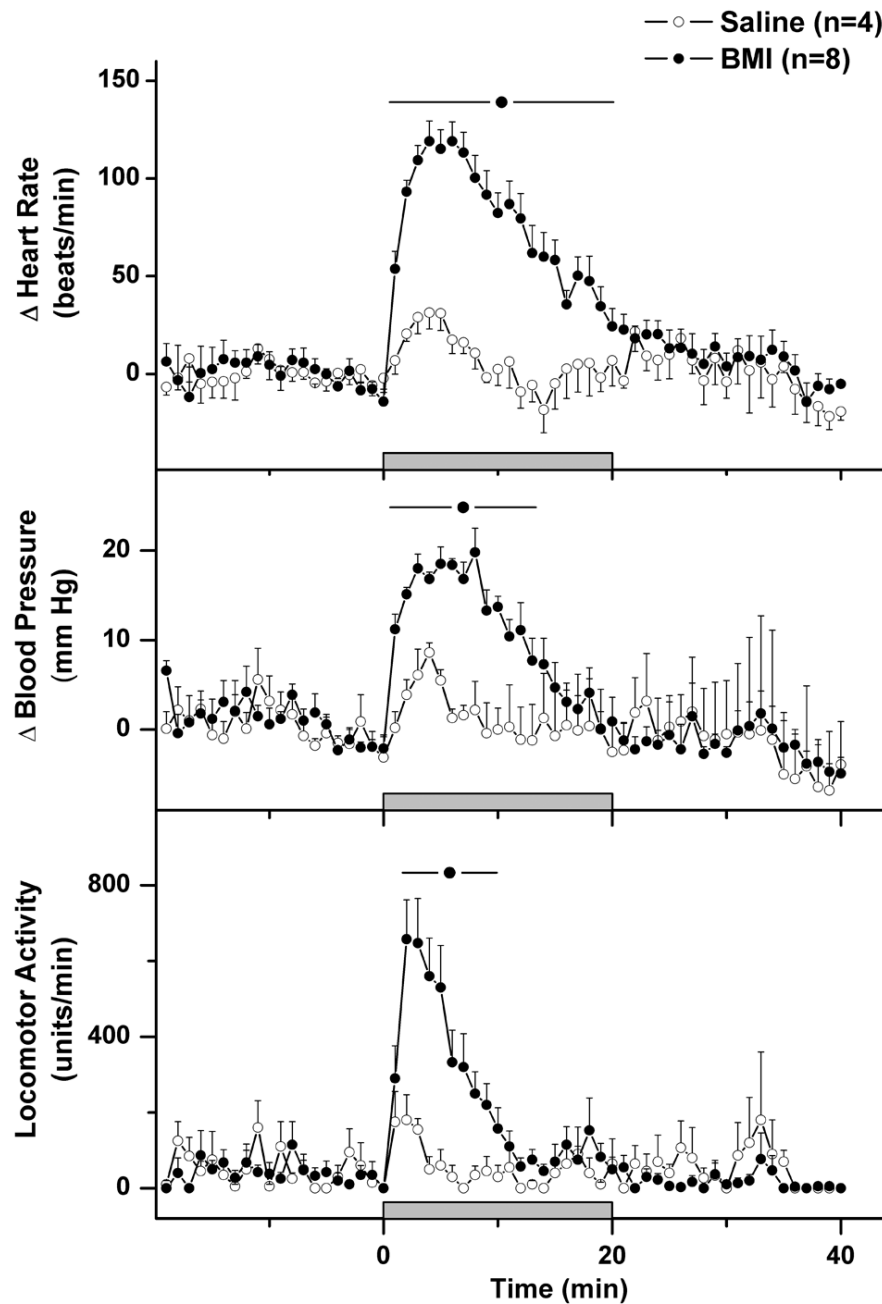 Saline (n=4)
BMI (n=8)
150
100
50
0
Δ Heart Rate
(beats/min)
20
10
0
Δ Blood Pressure
(mm Hg)
800
400
0
Locomotor Activity
(units/min)
0
20
40
Time (min)